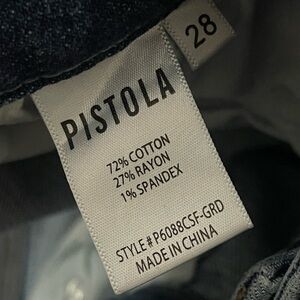 28
PISTOLA
72% COTTON
27% RAYON
1% SPANDEX
STYLE # P6088CSF-GRD
MADE IN CHINA